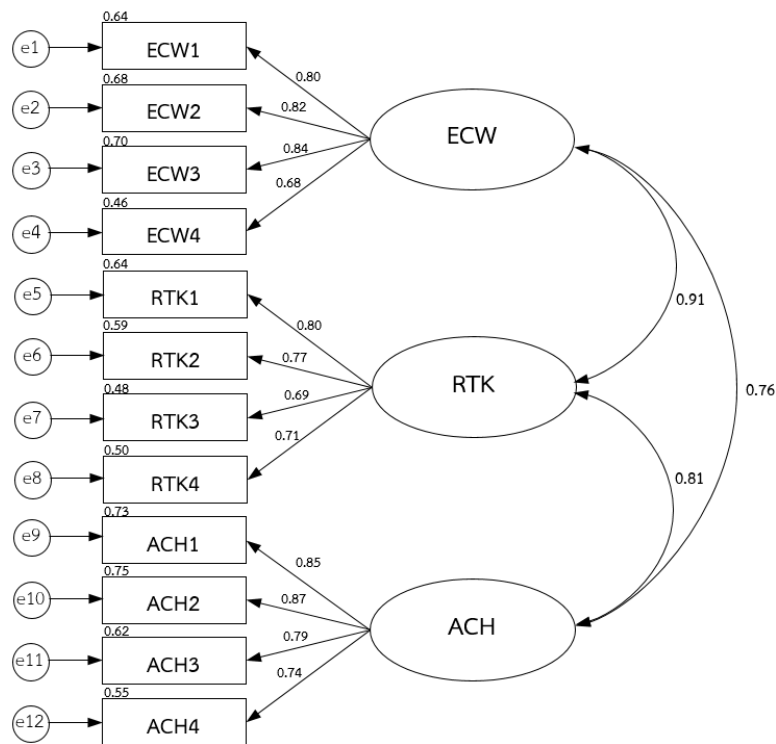 0.64
e1
ECW1
0.80
0.68
e2
ECW2
0.82
ECW
0.70
e3
ECW3
0.84
0.46
e4
ECW4
0.68
0.64
e5
RTK1
0.80
0.91
0.59
e6
RTK2
0.77
RTK
0.76
0.48
e7
RTK3
0.69
0.50
e8
RTK4
0.71
0.81
0.73
e9
ACH1
0.85
0.75
e10
ACH2
0.87
ACH
0.62
e11
ACH3
0.79
0.55
e12
ACH4
0.74